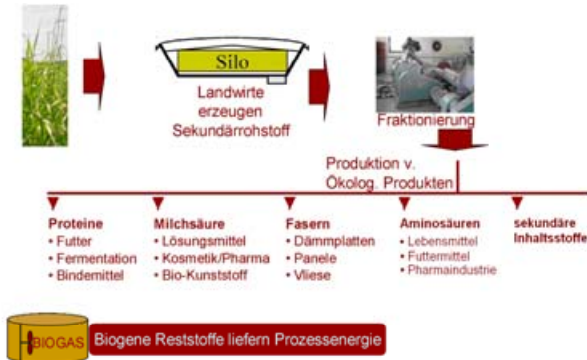 Silo
Landwirte
erzeugen
Sekundärrohstoff
Fraktionierung
Produktion v.
Ökolog. Produkten
Proteine
• Futter
• Fermentation
• Bindemittel
Milchsäure
• Lösungsmittel
• Kosmetik/Pharma
• Bio-Kunststoff
Fasern
• Dämmplatten
• Panele
• Vliese
Aminosäuren
• Lebensmittel
• Futtermittel
• Pharmaindustrie
sekundäre
Inhaltsstoffe
BIOGAS
Biogene Reststoffe liefern Prozessenergie